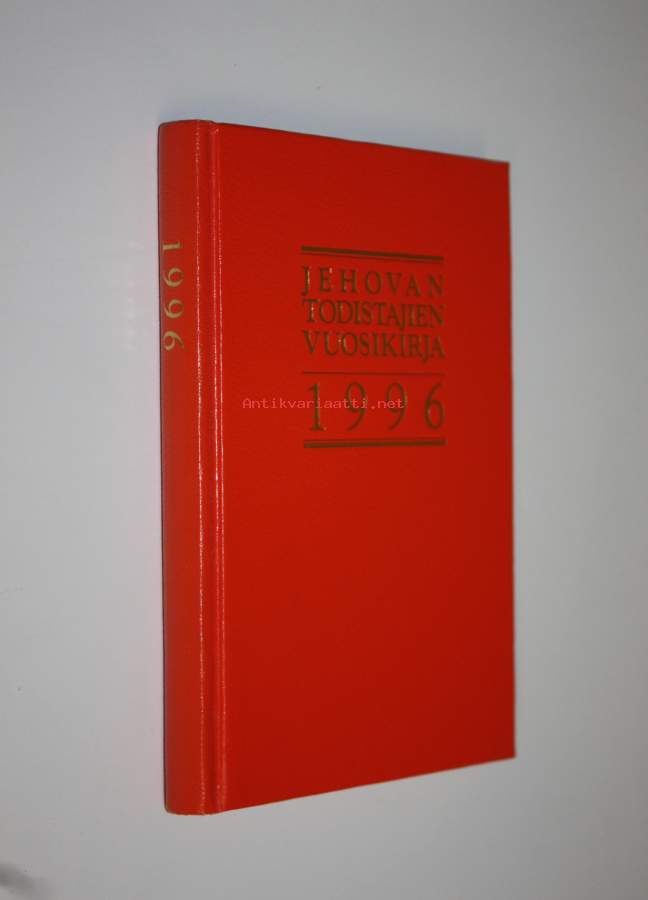 1996
JEHOVAN
TODISTAJIEN
VUOSIKIRJA
1996
Antikvariaatti.net